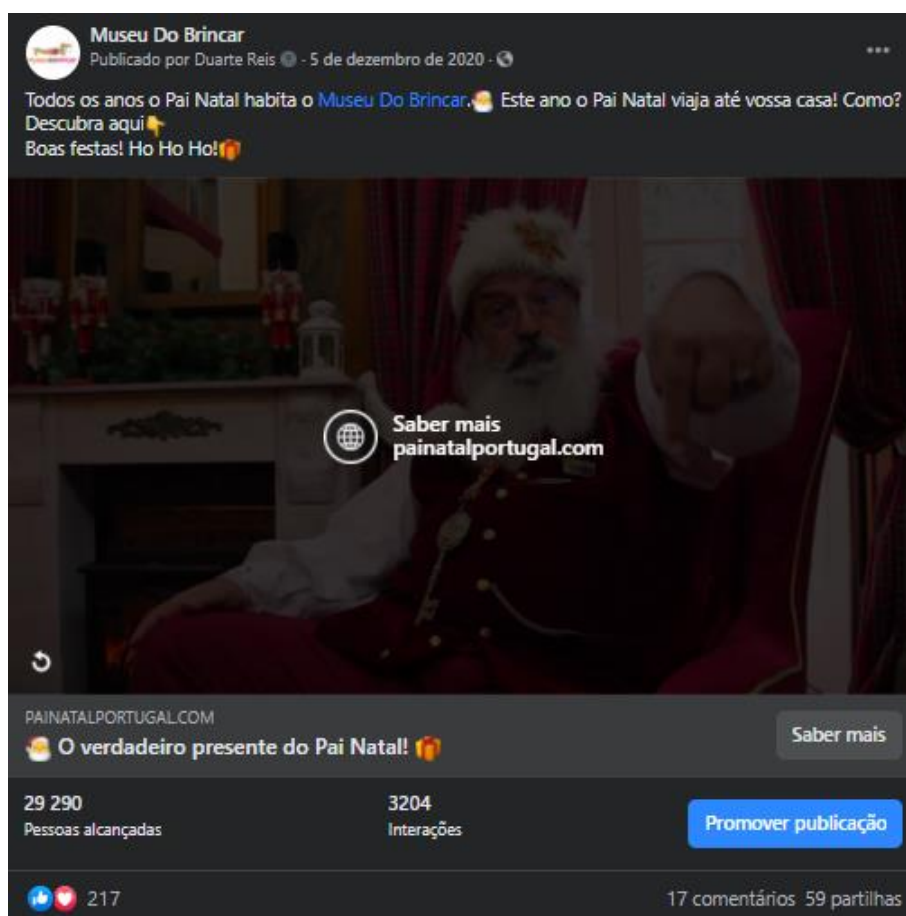 Museu Do Brincar
Publicado por Duarte Reis · 5 de dezembro de 2020 ·
Todos os anos o Pai Natal habita o Museu Do Brincar. Este ano o Pai Natal viaja até vossa casa! Como?
Descubra aqui
Boas festas! Ho Ho Ho!
Saber mais
painatalportugal.com
PAINATALPORTUGAL.COM
O verdadeiro presente do Pai Natal!
Saber mais
29 290
Pessoas alcançadas
3204
Interações
Promover publicação
217
17 comentários 59 partilhas